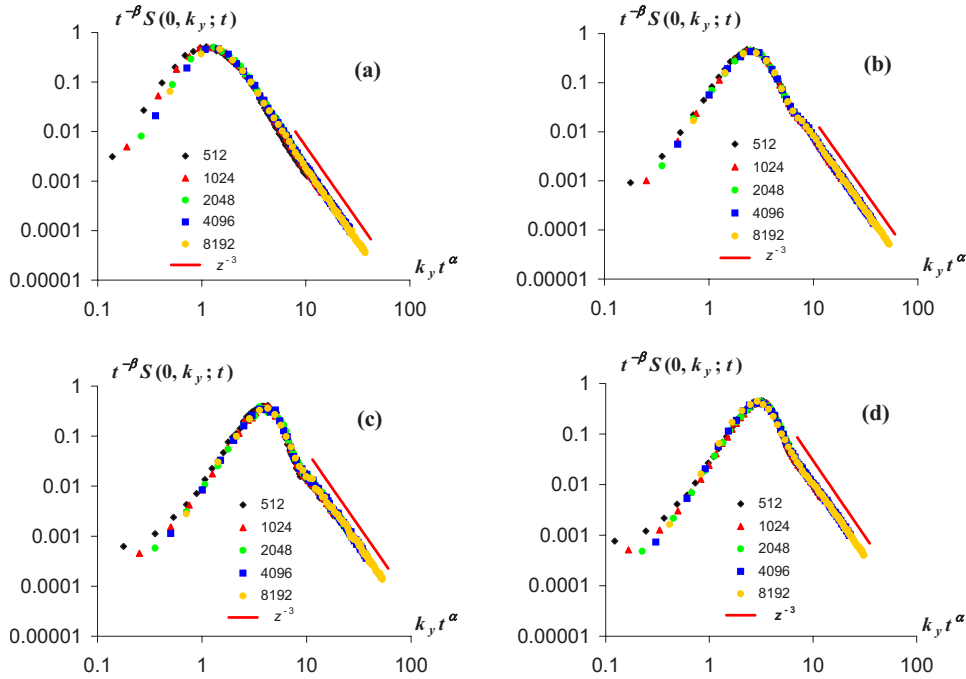 t^{-β} S(0, k_y; t)
(a)
1
0.1
0.01
0.001
0.0001
0.00001
512
1024
2048
4096
8192
z^{-3}
k_y t^α
0.1 1 10 100
t^{-β} S(0, k_y; t)
(b)
1
0.1
0.01
0.001
0.0001
0.00001
512
1024
2048
4096
8192
z^{-3}
k_y t^α
0.1 1 10 100
t^{-β} S(0, k_y; t)
(c)
1
0.1
0.01
0.001
0.0001
0.00001
512
1024
2048
4096
8192
z^{-3}
k_y t^α
0.1 1 10 100
t^{-β} S(0, k_y; t)
(d)
1
0.1
0.01
0.001
0.0001
0.00001
512
1024
2048
4096
8192
z^{-3}
k_y t^α
0.1 1 10 100